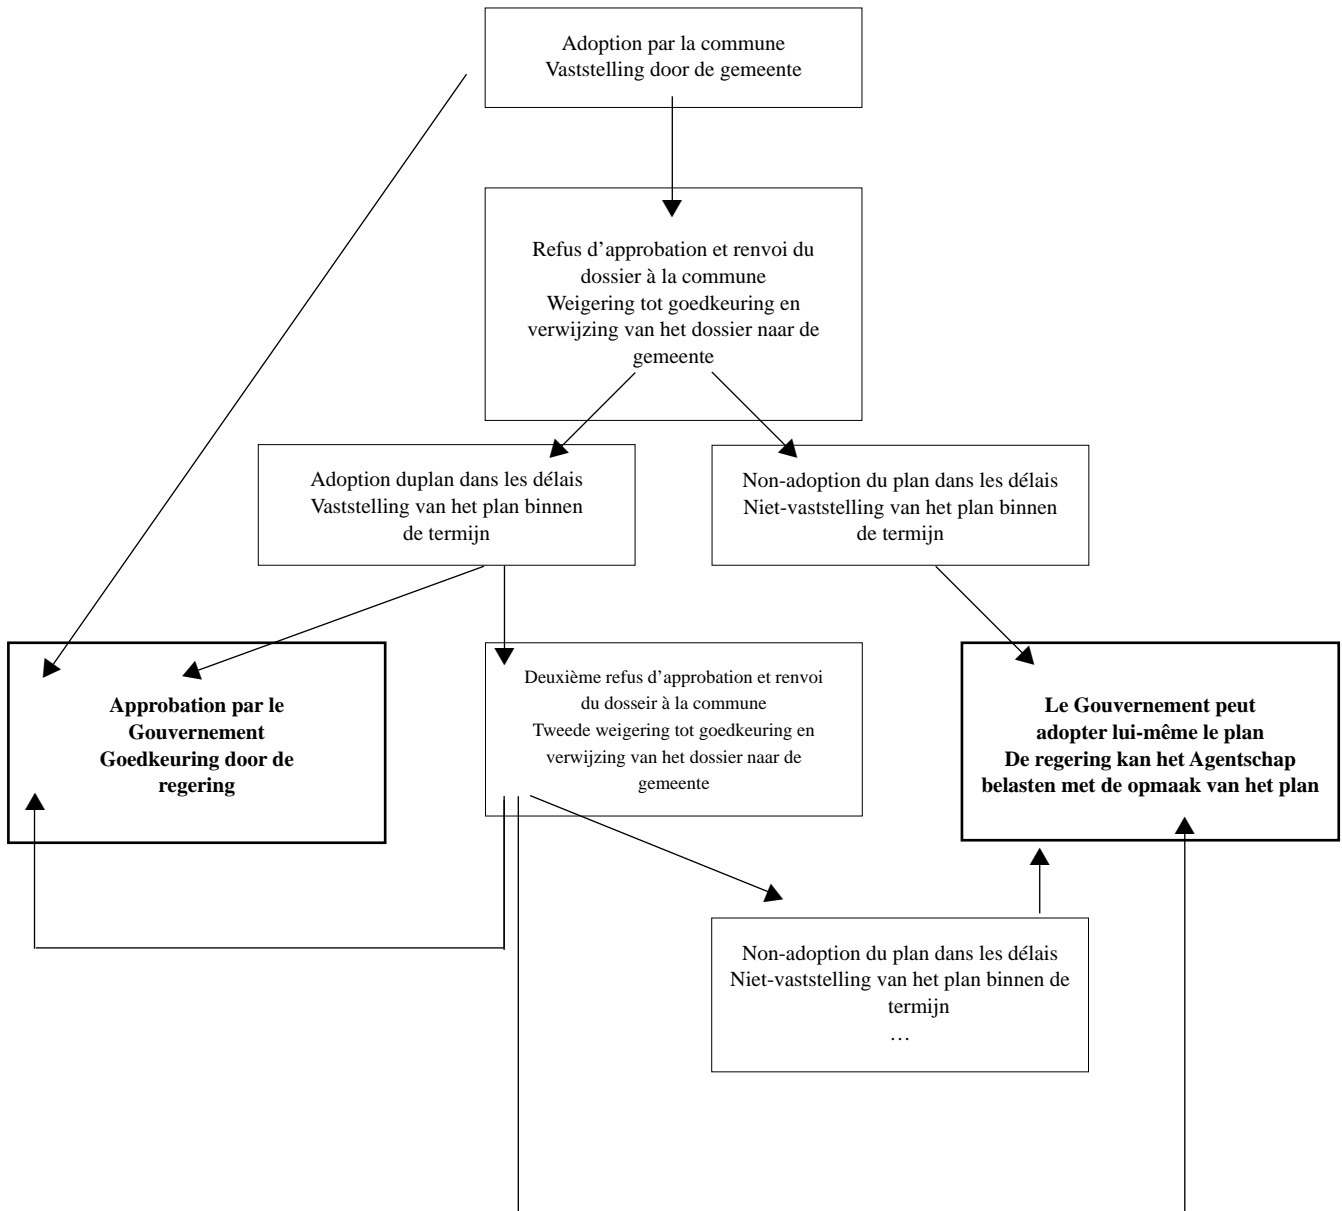 Adoption par la commune
Vaststelling door de gemeente
Refus d’approbation et renvoi du
dossier à la commune
Weigering tot goedkeuring en
verwijzing van het dossier naar de
gemeente
Adoption duplan dans les délais
Vaststelling van het plan binnen
de termijn
Non-adoption du plan dans les délais
Niet-vaststelling van het plan binnen
de termijn
Approbation par le
Gouvernement
Goedkeuring door de
regering
Deuxième refus d’approbation et renvoi
du dosseir à la commune
Tweede weigering tot goedkeuring en
verwijzing van het dossier naar de
gemeente
Le Gouvernement peut
adopter lui-même le plan
De regering kan het Agentschap
belasten met de opmaak van het plan
Non-adoption du plan dans les délais
Niet-vaststelling van het plan binnen de
termijn
…